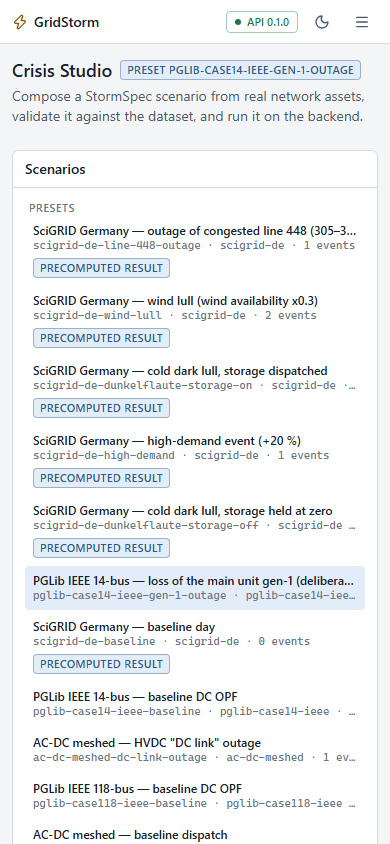 GridStorm
API 0.1.0
Crisis Studio
PRESET PGLIB-CASE14-IEEE-GEN-1-OUTAGE
Compose a StormSpec scenario from real network assets,
validate it against the dataset, and run it on the backend.
Scenarios
PRESETS
SciGRID Germany — outage of congested line 448 (305–3…
scigrid-de-line-448-outage · scigrid-de · 1 events
PRECOMPUTED RESULT
SciGRID Germany — wind lull (wind availability x0.3)
scigrid-de-wind-lull · scigrid-de · 2 events
PRECOMPUTED RESULT
SciGRID Germany — cold dark lull, storage dispatched
scigrid-de-dunkelflaute-storage-on · scigrid-de ·…
PRECOMPUTED RESULT
SciGRID Germany — high-demand event (+20 %)
scigrid-de-high-demand · scigrid-de · 1 events
PRECOMPUTED RESULT
SciGRID Germany — cold dark lull, storage held at zero
scigrid-de-dunkelflaute-storage-off · scigrid-de …
PRECOMPUTED RESULT
PGLib IEEE 14-bus — loss of the main unit gen-1 (delibera…
pglib-case14-ieee-gen-1-outage · pglib-case14-iee…
SciGRID Germany — baseline day
scigrid-de-baseline · scigrid-de · 0 events
PRECOMPUTED RESULT
PGLib IEEE 14-bus — baseline DC OPF
pglib-case14-ieee-baseline · pglib-case14-ieee · …
AC-DC meshed — HVDC "DC link" outage
ac-dc-meshed-dc-link-outage · ac-dc-meshed · 1 ev…
PGLib IEEE 118-bus — baseline DC OPF
pglib-case118-ieee-baseline · pglib-case118-ieee …
AC-DC meshed — baseline dispatch